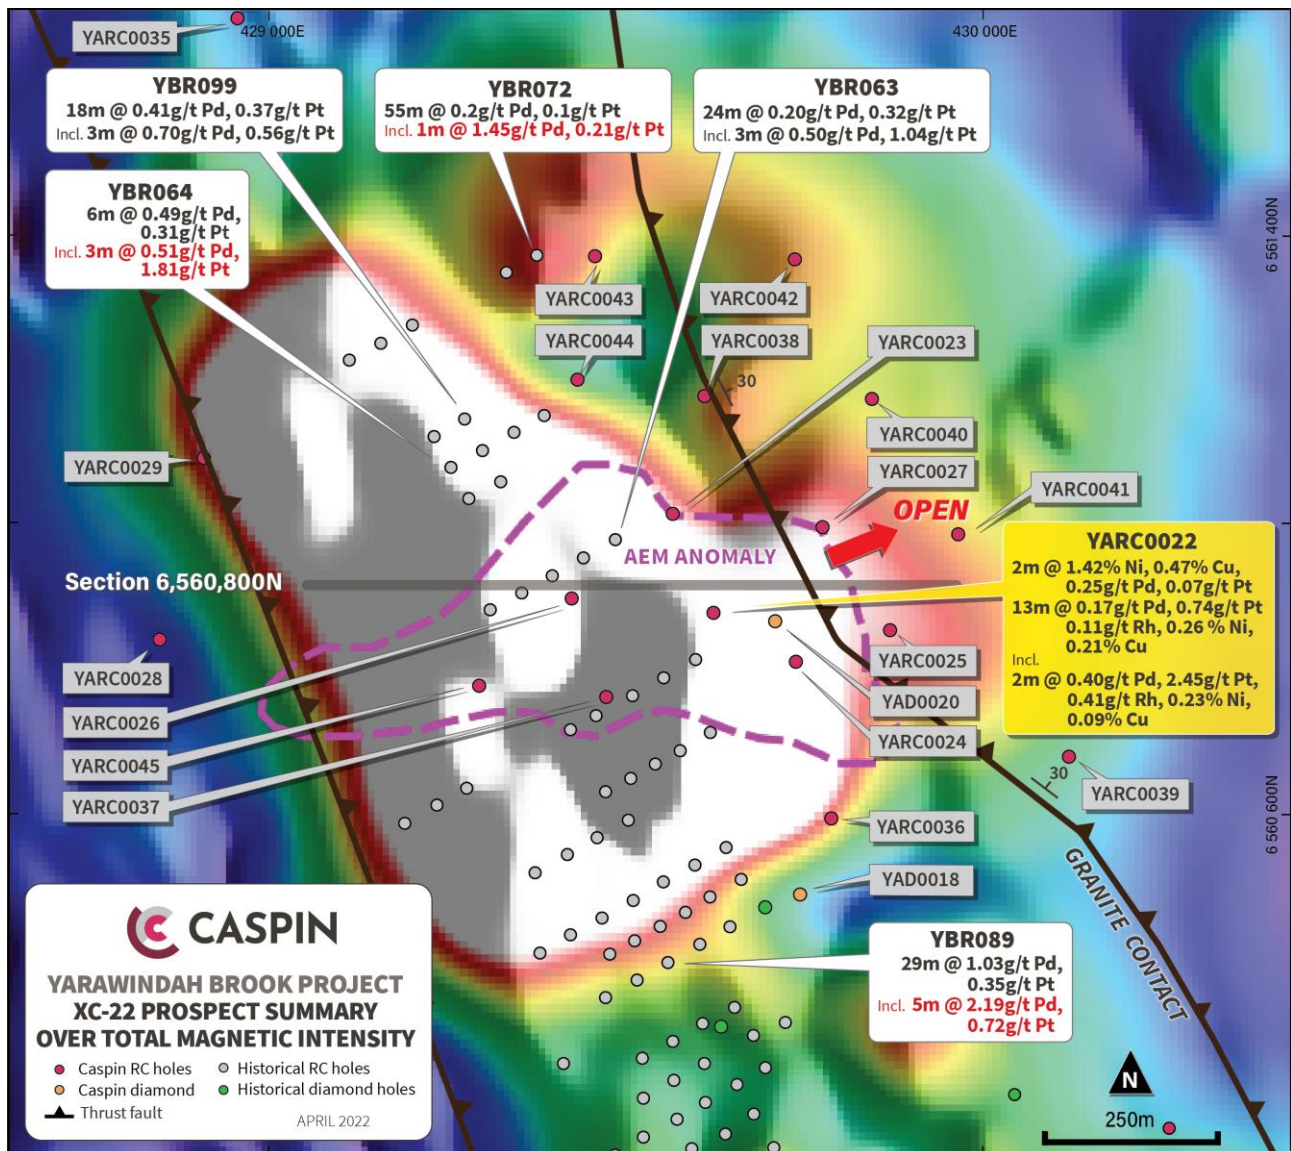 YARC0035
429 000E
430 000E
YBR099
18m @ 0.41g/t Pd, 0.37g/t Pt
Incl. 3m @ 0.70g/t Pd, 0.56g/t Pt
YBR072
55m @ 0.2g/t Pd, 0.1g/t Pt
Incl. 1m @ 1.45g/t Pd, 0.21g/t Pt
YBR063
24m @ 0.20g/t Pd, 0.32g/t Pt
Incl. 3m @ 0.50g/t Pd, 1.04g/t Pt
YBR064
6m @ 0.49g/t Pd,
0.31g/t Pt
Incl. 3m @ 0.51g/t Pd,
1.81g/t Pt
6 561 400N
YARC0043
YARC0042
YARC0044
YARC0038
YARC0023
30
YARC0040
YARC0029
YARC0027
YARC0041
OPEN
AEM ANOMALY
Section 6,560,800N
YARC0022
2m @ 1.42% Ni, 0.47% Cu,
0.25g/t Pd, 0.07g/t Pt
13m @ 0.17g/t Pd, 0.74g/t Pt
0.11g/t Rh, 0.26 % Ni,
0.21% Cu
Incl.
2m @ 0.40g/t Pd, 2.45g/t Pt,
0.41g/t Rh, 0.23% Ni,
0.09% Cu
YARC0028
YARC0025
YARC0026
YAD0020
YARC0045
YARC0024
YARC0037
30
YARC0039
6 560 600N
YARC0036
YAD0018
GRANITE CONTACT
YBR089
29m @ 1.03g/t Pd,
0.35g/t Pt
Incl. 5m @ 2.19g/t Pd,
0.72g/t Pt
CASPIN
YARAWINDAH BROOK PROJECT
XC-22 PROSPECT SUMMARY
OVER TOTAL MAGNETIC INTENSITY
Caspin RC holes
Historical RC holes
Caspin diamond
Historical diamond holes
Thrust fault
APRIL 2022
N
250m